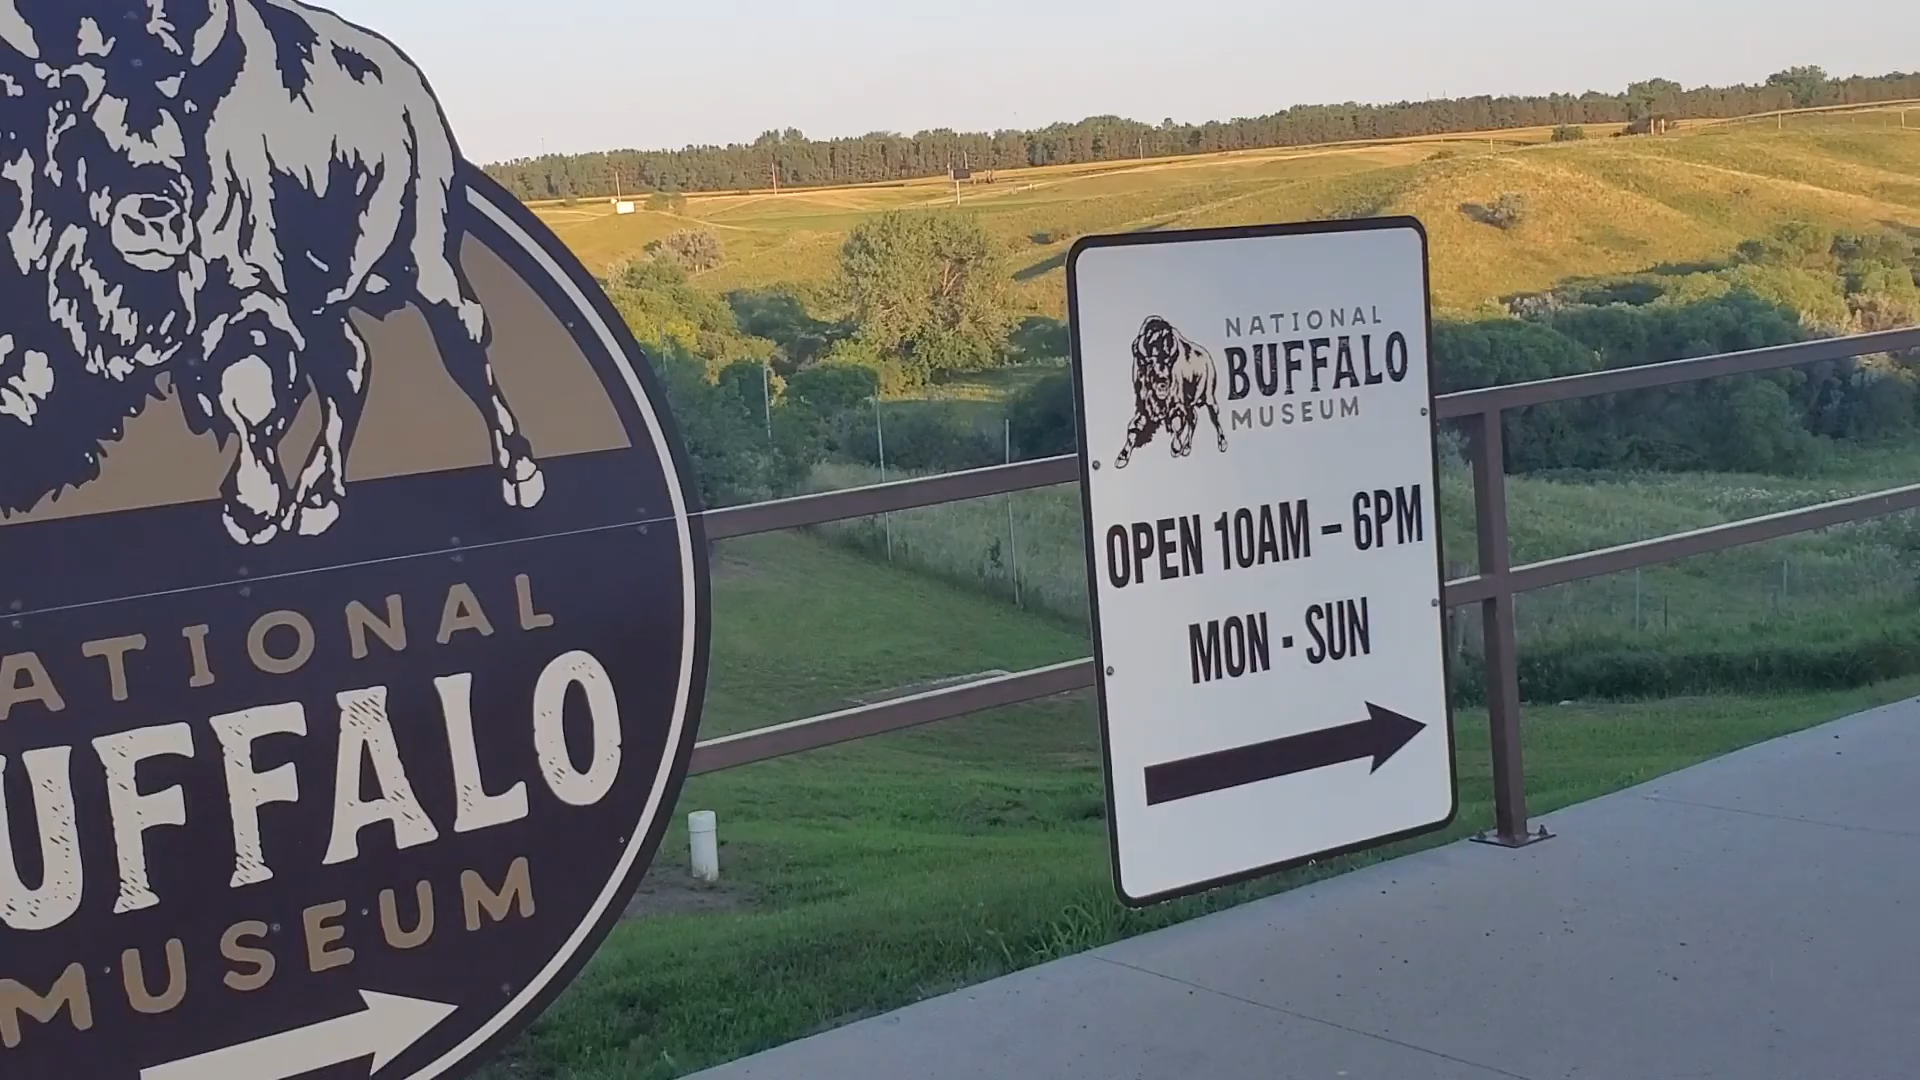 ATIONAL
UFFALO
MUSEUM
NATIONAL
BUFFALO
MUSEUM
OPEN 10AM – 6PM
MON - SUN